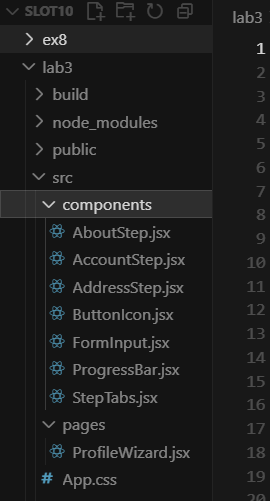 SLOT10
lab3
ex8
lab3
build
node_modules
public
src
components
AboutStep.jsx
AccountStep.jsx
AddressStep.jsx
ButtonIcon.jsx
FormInput.jsx
ProgressBar.jsx
StepTabs.jsx
pages
ProfileWizard.jsx
# App.css
1
2
3
4
5
6
7
8
9
10
11
12
13
14
15
16
17
18
19
20